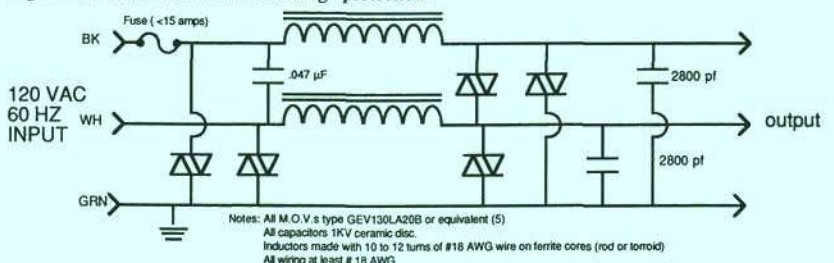 Fuse ( <15 amps)
BK
.047 µF
2800 pf
120 VAC
60 HZ
INPUT
WH
output
2800 pf
GRN
Notes: All M.O.V.s type GEV130LA20B or equivalent (5)
All capacitors 1KV ceramic disc.
Inductors made with 10 to 12 turns of #18 AWG wire on ferrite cores (rod or torroid)
All wiring at least # 18 AWG